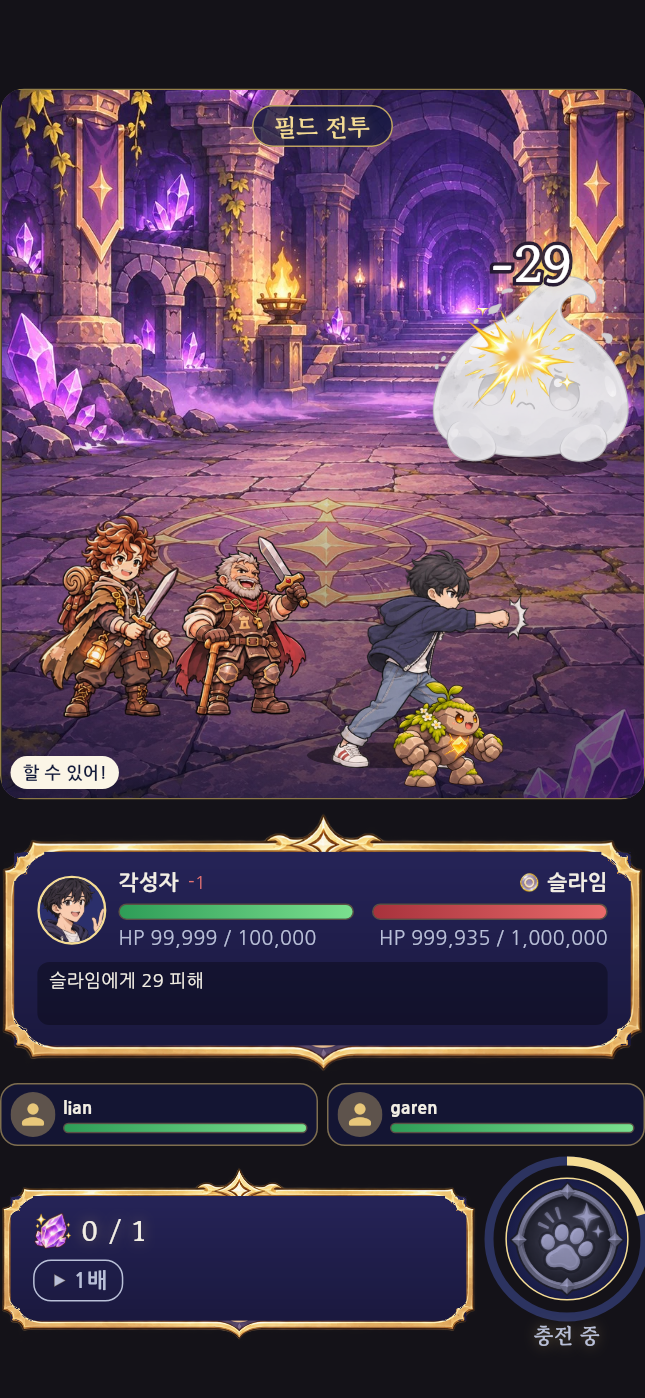 필드 전투
-29
할 수 있어!
각성자 -1
슬라임
HP 99,999 / 100,000
HP 999,935 / 1,000,000
슬라임에게 29 피해
lian
garen
0 / 1
▶ 1배
충전 중